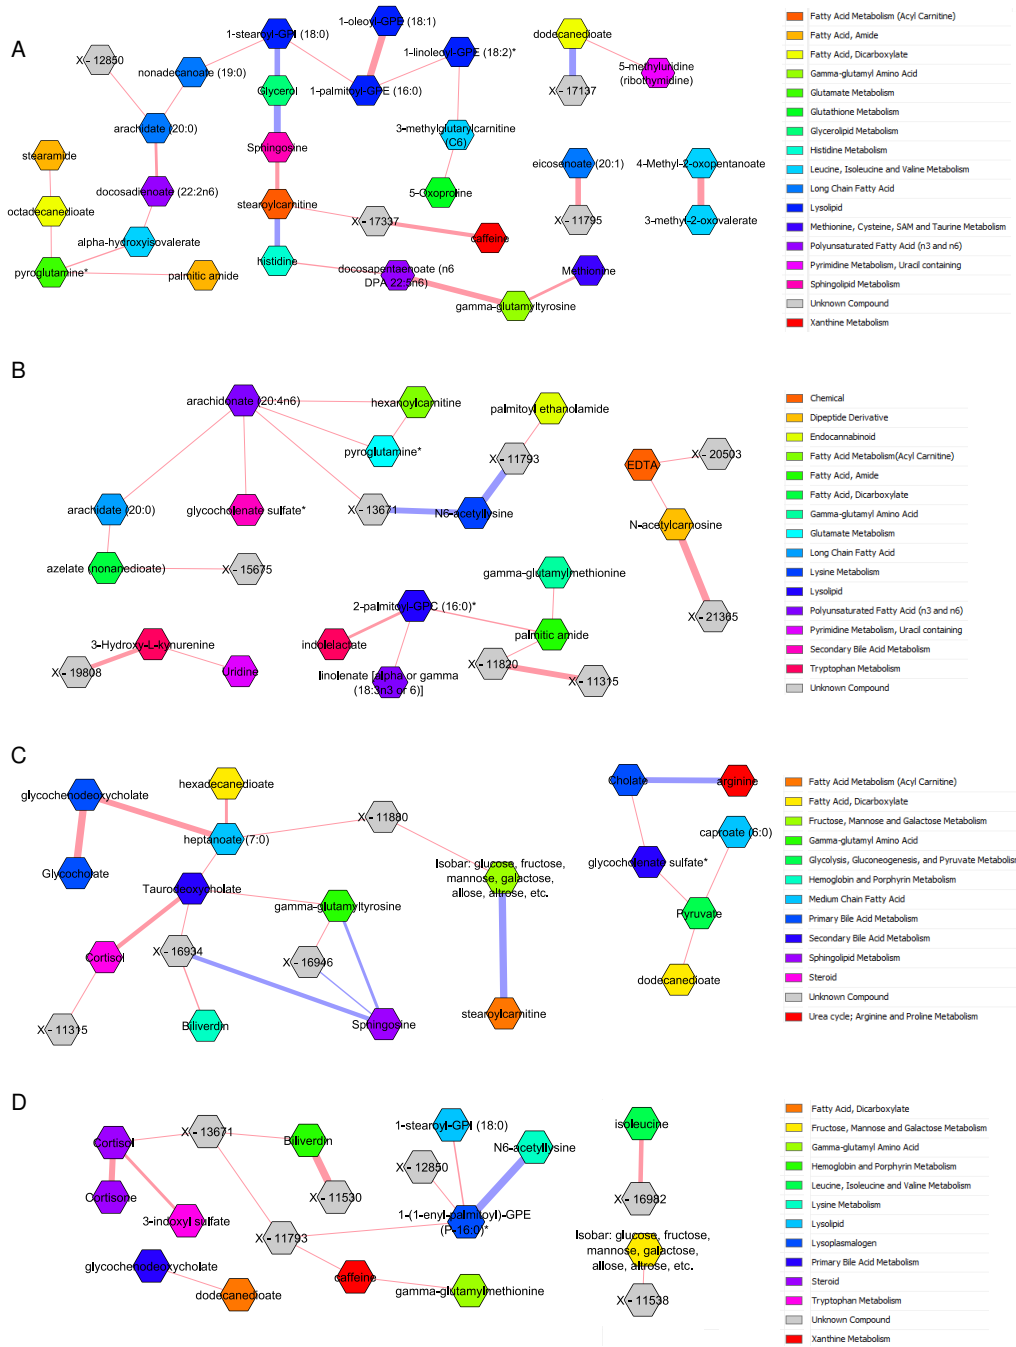 A
X - 12850
nonadecanoate (19:0)
1-stearoyl-GPI (18:0)
1-oleoyl-GPE (18:1)
1-linoleoyl-GPE (18:2)*
dodecanedioate
5-methyluridine
(ribothymidine)
X - 17137
Glycerol
1-palmitoyl-GPE (16:0)
arachidate (20:0)
3-methylglutarylcarnitine
(C6)
stearamide
Sphingosine
eicosenoate (20:1)
4-Methyl-2-oxopentanoate
docosadienoate (22:2n6)
5-Oxoproline
octadecanedioate
stearoylcarnitine
X - 17337
X - 11795
3-methyl-2-oxovalerate
alpha-hydroxyisovalerate
caffeine
pyroglutamine*
palmitic amide
histidine
docosapentaenoate (n6
DPA 22:5n6)
Methionine
gamma-glutamyltyrosine
Fatty Acid Metabolism (Acyl Carnitine)
Fatty Acid, Amide
Fatty Acid, Dicarboxylate
Gamma-glutamyl Amino Acid
Glutamate Metabolism
Glutathione Metabolism
Glycerolipid Metabolism
Histidine Metabolism
Leucine, Isoleucine and Valine Metabolism
Long Chain Fatty Acid
Lysolipid
Methionine, Cysteine, SAM and Taurine Metabolism
Polyunsaturated Fatty Acid (n3 and n6)
Pyrimidine Metabolism, Uracil containing
Sphingolipid Metabolism
Unknown Compound
Xanthine Metabolism
B
arachidonate (20:4n6)
hexanoylcarnitine
palmitoyl ethanolamide
pyroglutamine*
X - 11793
X - 20503
EDTA
arachidate (20:0)
glycocholenate sulfate*
X - 13671
N6-acetyllysine
N-acetylcarnosine
azelate (nonanedioate)
X - 15675
gamma-glutamylmethionine
2-palmitoyl-GPC (16:0)*
X - 21365
3-Hydroxy-L-kynurenine
indolelactate
palmitic amide
X - 19808
Uridine
linolenate [alpha or gamma
(18:3n3 or 6)]
X - 11820
X - 11315
Chemical
Dipeptide Derivative
Endocannabinoid
Fatty Acid Metabolism(Acyl Carnitine)
Fatty Acid, Amide
Fatty Acid, Dicarboxylate
Gamma-glutamyl Amino Acid
Glutamate Metabolism
Long Chain Fatty Acid
Lysine Metabolism
Lysolipid
Polyunsaturated Fatty Acid (n3 and n6)
Pyrimidine Metabolism, Uracil containing
Secondary Bile Acid Metabolism
Tryptophan Metabolism
Unknown Compound
C
glycochenodeoxycholate
hexadecanedioate
X - 11880
heptanoate (7:0)
Glycocholate
Isobar: glucose, fructose,
mannose, galactose,
allose, altrose, etc.
Taurodeoxycholate
gamma-glutamyltyrosine
Cortisol
X - 16934
X - 16946
X - 11315
Biliverdin
Sphingosine
stearoylcarnitine
Cholate
arginine
caproate (6:0)
glycocholenate sulfate*
Pyruvate
dodecanedioate
Fatty Acid Metabolism (Acyl Carnitine)
Fatty Acid, Dicarboxylate
Fructose, Mannose and Galactose Metabolism
Gamma-glutamyl Amino Acid
Glycolysis, Gluconeogenesis, and Pyruvate Metabolism
Hemoglobin and Porphyrin Metabolism
Medium Chain Fatty Acid
Primary Bile Acid Metabolism
Secondary Bile Acid Metabolism
Sphingolipid Metabolism
Steroid
Unknown Compound
Urea cycle; Arginine and Proline Metabolism
D
Cortisol
X - 13671
Biliverdin
1-stearoyl-GPI (18:0)
N6-acetyllysine
isoleucine
X - 12850
Cortisone
X - 11530
X - 16982
3-indoxyl sulfate
1-(1-enyl-palmitoyl)-GPE
(P-16:0)*
X - 11793
Isobar: glucose, fructose,
mannose, galactose,
allose, altrose, etc.
glycochenodeoxycholate
dodecanedioate
caffeine
gamma-glutamylmethionine
X - 11538
Fatty Acid, Dicarboxylate
Fructose, Mannose and Galactose Metabolism
Gamma-glutamyl Amino Acid
Hemoglobin and Porphyrin Metabolism
Leucine, Isoleucine and Valine Metabolism
Lysine Metabolism
Lysolipid
Lysoplasmalogen
Primary Bile Acid Metabolism
Steroid
Tryptophan Metabolism
Unknown Compound
Xanthine Metabolism